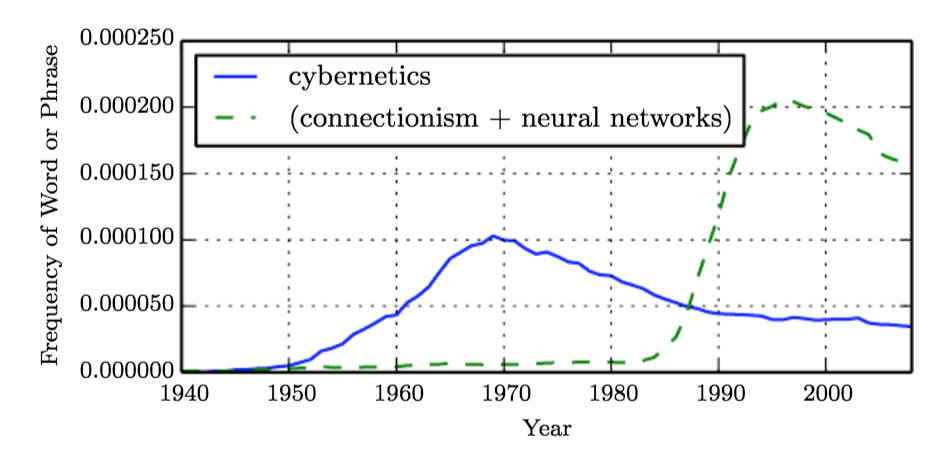 0.000250
cybernetics
0.000200
(connectionism + neural networks)
0.000150
0.000100
0.000050
0.000000
Frequency of Word or Phrase
1940 1950 1960 1970 1980 1990 2000
Year